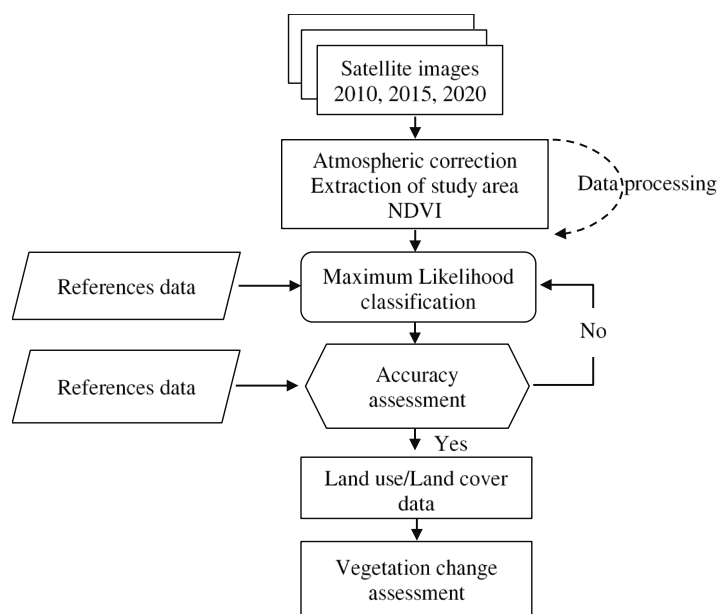 Satellite images
2010, 2015, 2020
Atmospheric correction
Extraction of study area
NDVI
Data processing
References data
Maximum Likelihood
classification
No
References data
Accuracy
assessment
Yes
Land use/Land cover
data
Vegetation change
assessment